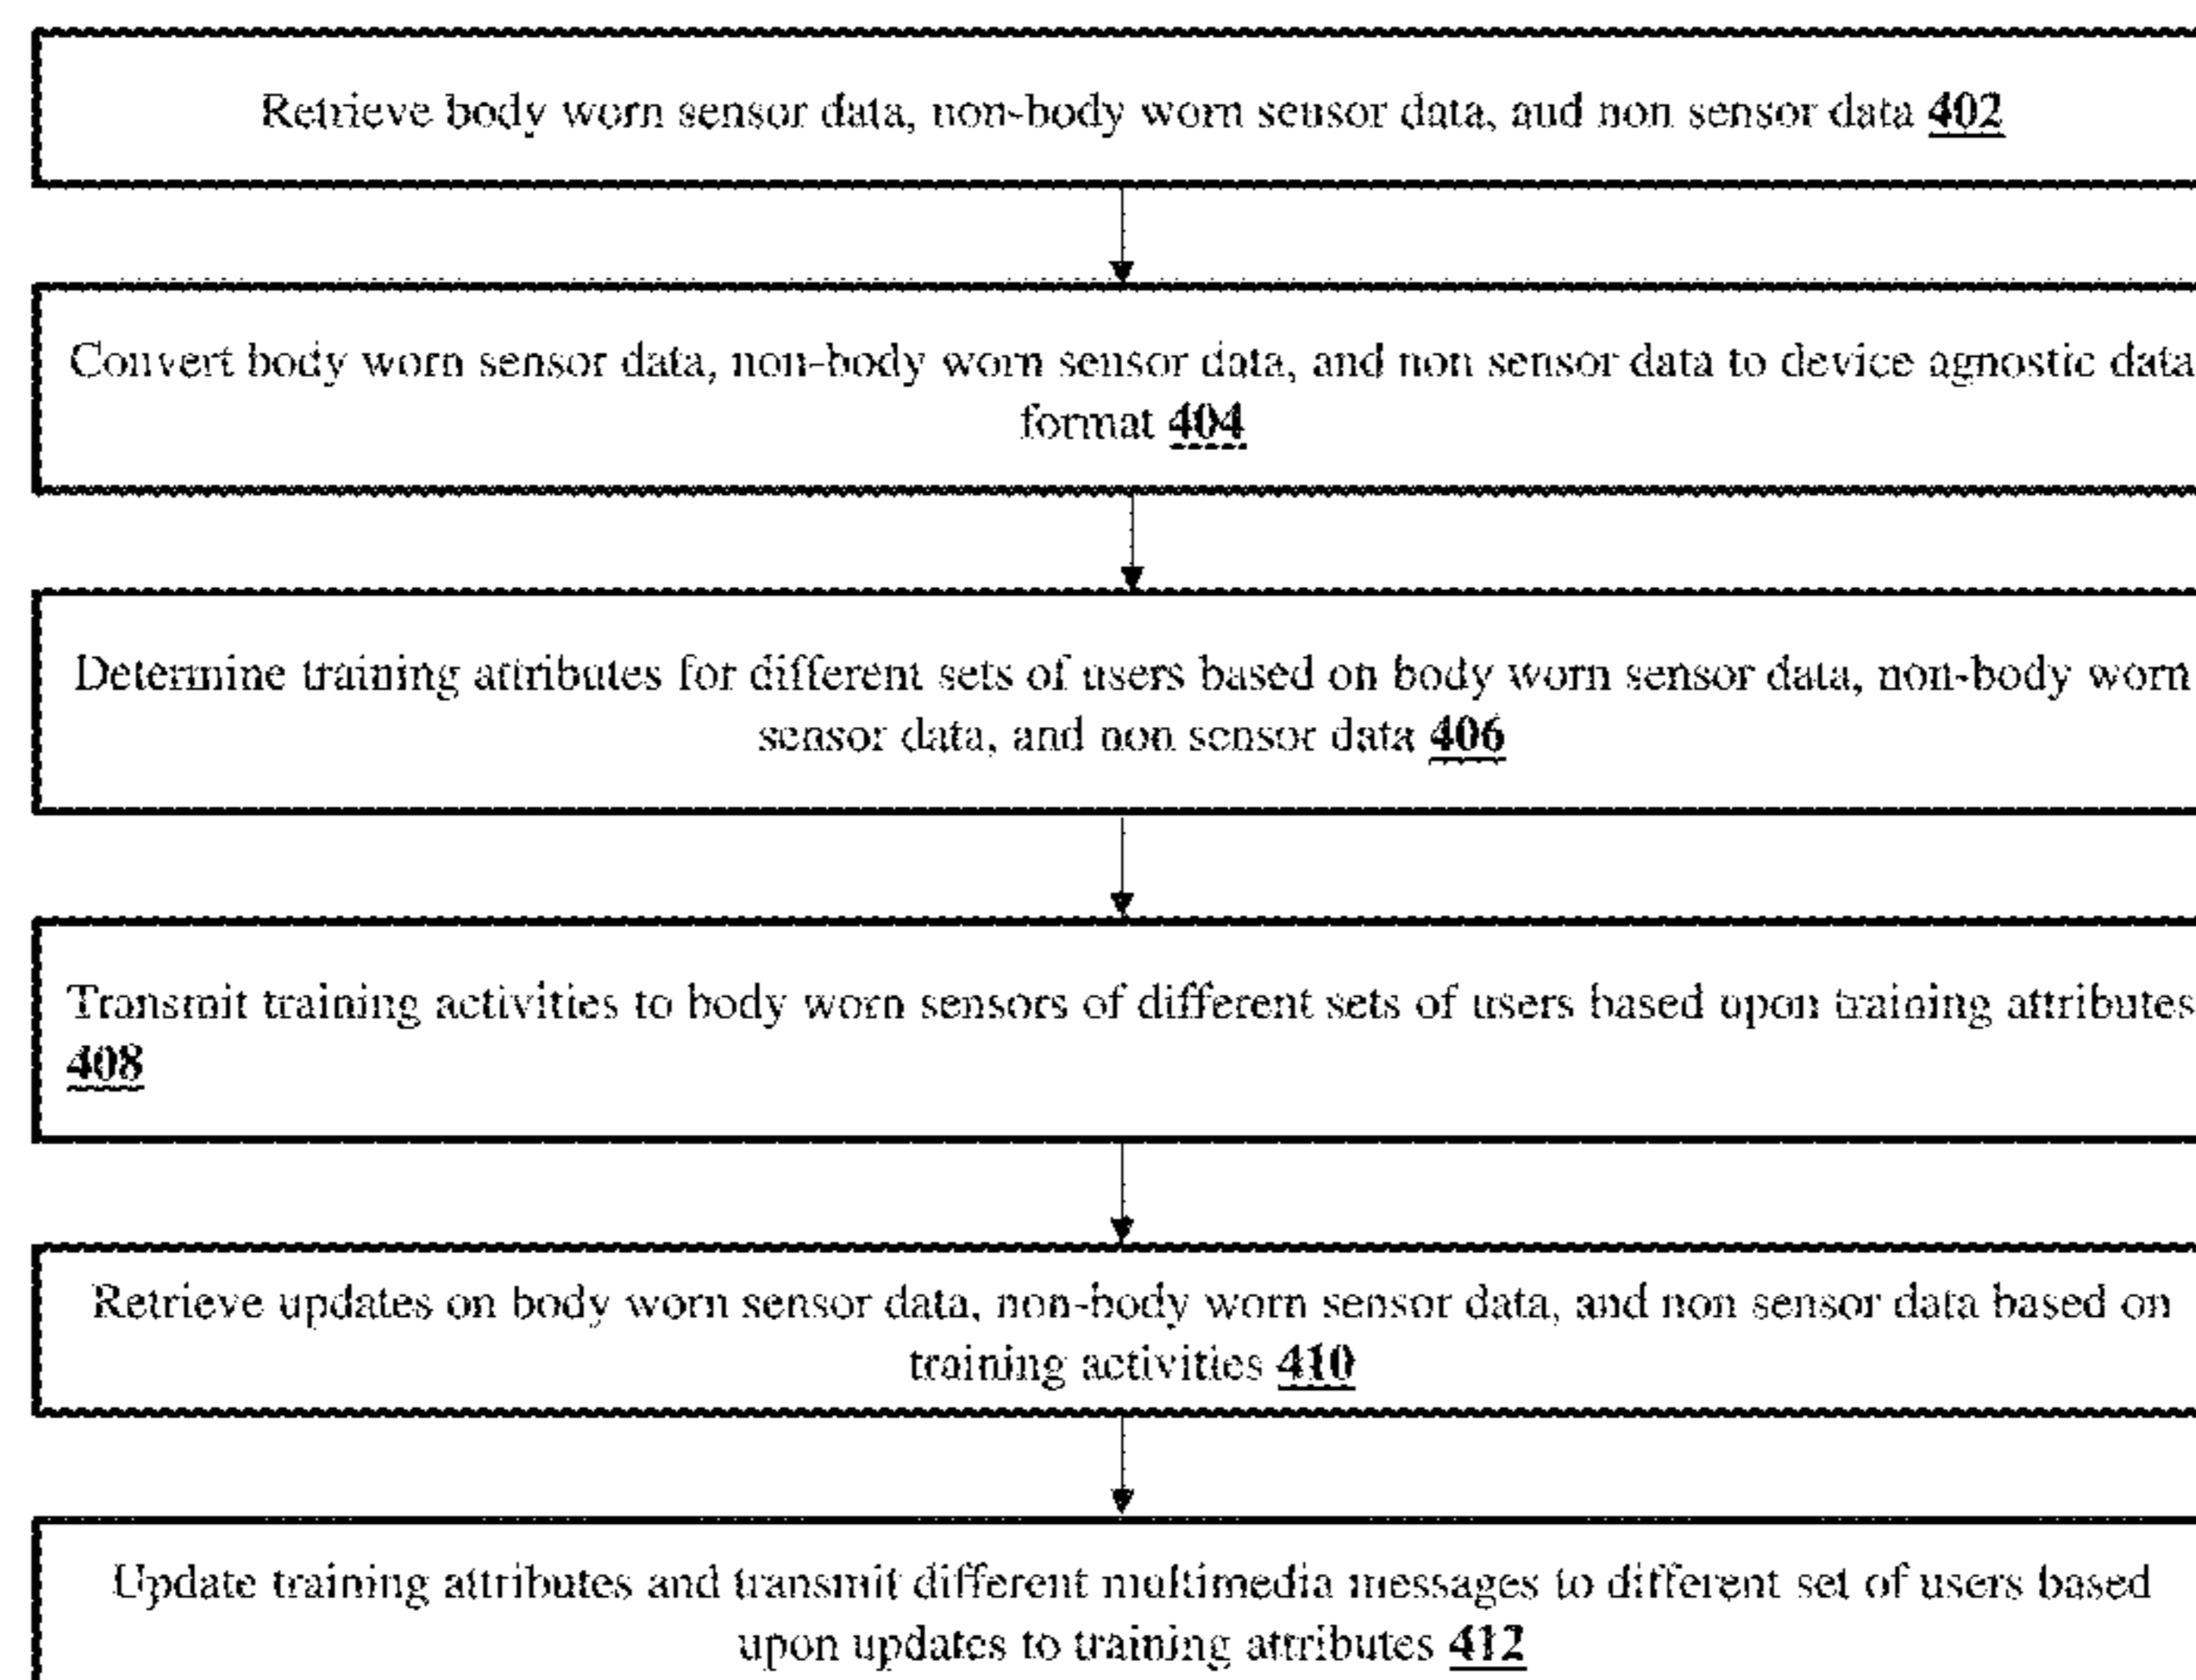 Retrieve body worn sensor data, non-body worn sensor data, and non sensor data 402
Convert body worn sensor data, non-body worn sensor data, and non sensor data to device agnostic data
format 404
Determine training attributes for different sets of users based on body worn sensor data, non-body worn
sensor data, and non sensor data 406
Transmit training activities to body worn sensors of different sets of users based upon training attributes
408
Retrieve updates on body worn sensor data, non-body worn sensor data, and non sensor data based on
training activities 410
Update training attributes and transmit different multimedia messages to different set of users based
upon updates to training attributes 412